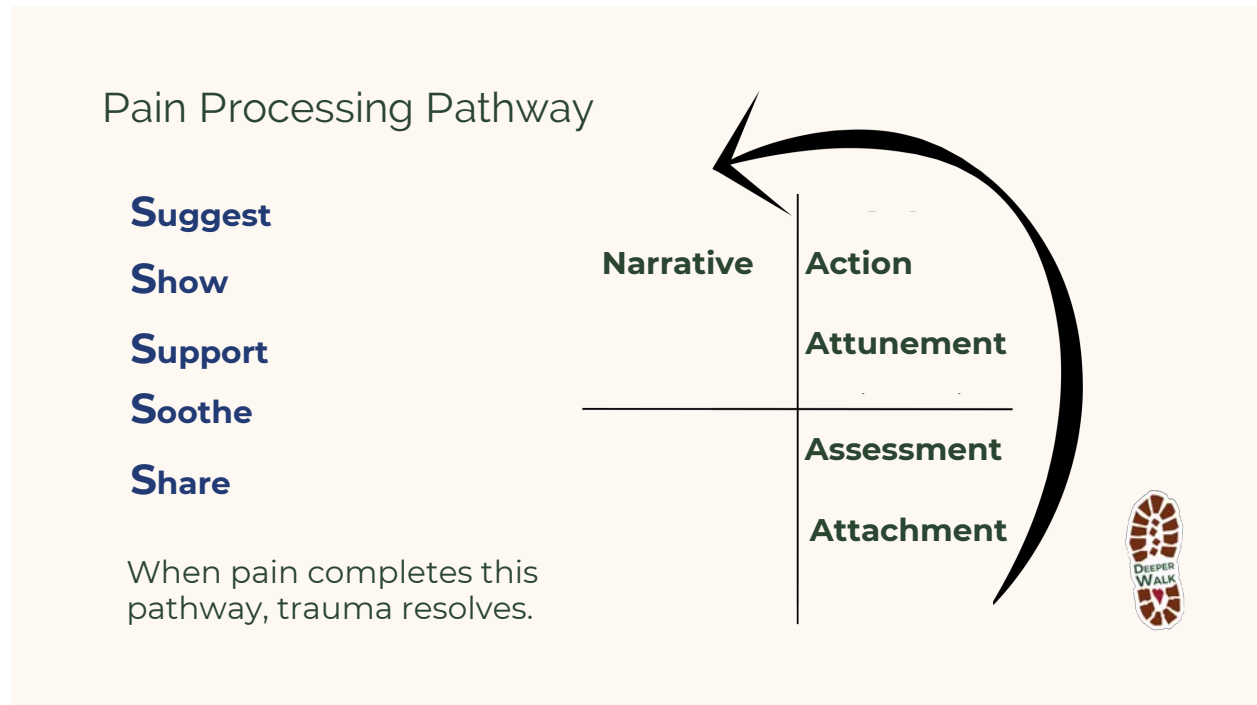 Pain Processing Pathway
Suggest
Show
Support
Soothe
Share
When pain completes this
pathway, trauma resolves.
Narrative
Action
Attunement
Assessment
Attachment
DEEPER
WALK